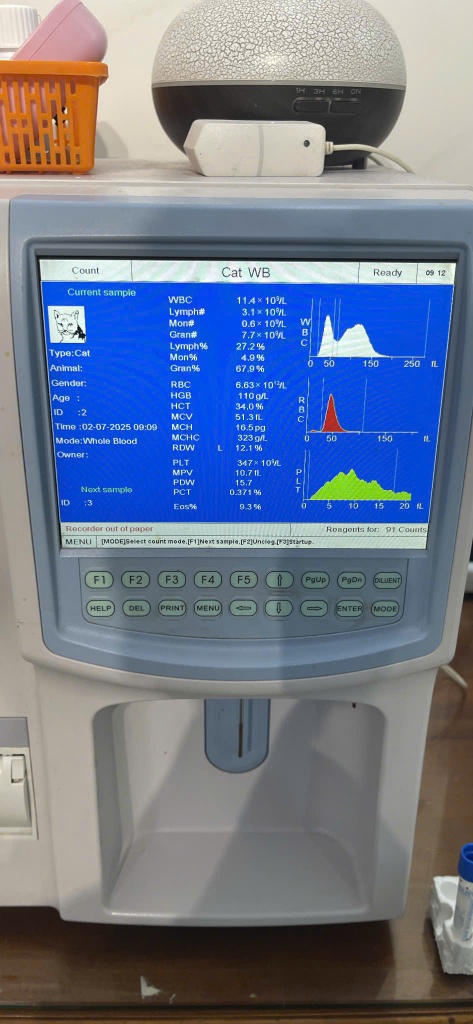 1H 3H 6H ON
Count Cat WB Ready 09 12
Current sample
Type:Cat
Animal:
Gender:
Age :
ID :2
Time :02-07-2025 09:09
Mode:Whole Blood
Owner:
Next sample
ID :3
WBC 11.4 × 10⁹/L
Lymph# 3.1 × 10⁹/L
Mon# 0.6 × 10⁹/L
Gran# 7.7 × 10⁹/L
Lymph% 27.2 %
Mon% 4.9 %
Gran% 67.9 %
RBC 6.63 × 10¹²/L
HGB 110 g/L
HCT 34.0 %
MCV 51.3 fL
MCH 16.5 pg
MCHC 323 g/L
RDW L 12.1 %
PLT 347 × 10⁹/L
MPV 10.7 fL
PDW 15.7
PCT 0.371 %
Eos% 9.3 %
WBC
0 50 150 250 fL
RBC
0 50 150 fL
PLT
0 5 10 15 20 fL
Recorder out of paper Reagents for: 91 Counts
MENU [MODE]Select count mode,[F1]Next sample,[F2]Unclog,[F3]Startup.
F1 F2 F3 F4 F5 ⇧ PgUp PgDn DILUENT
HELP DEL PRINT MENU ⇦ ⇩ ⇨ ENTER MODE